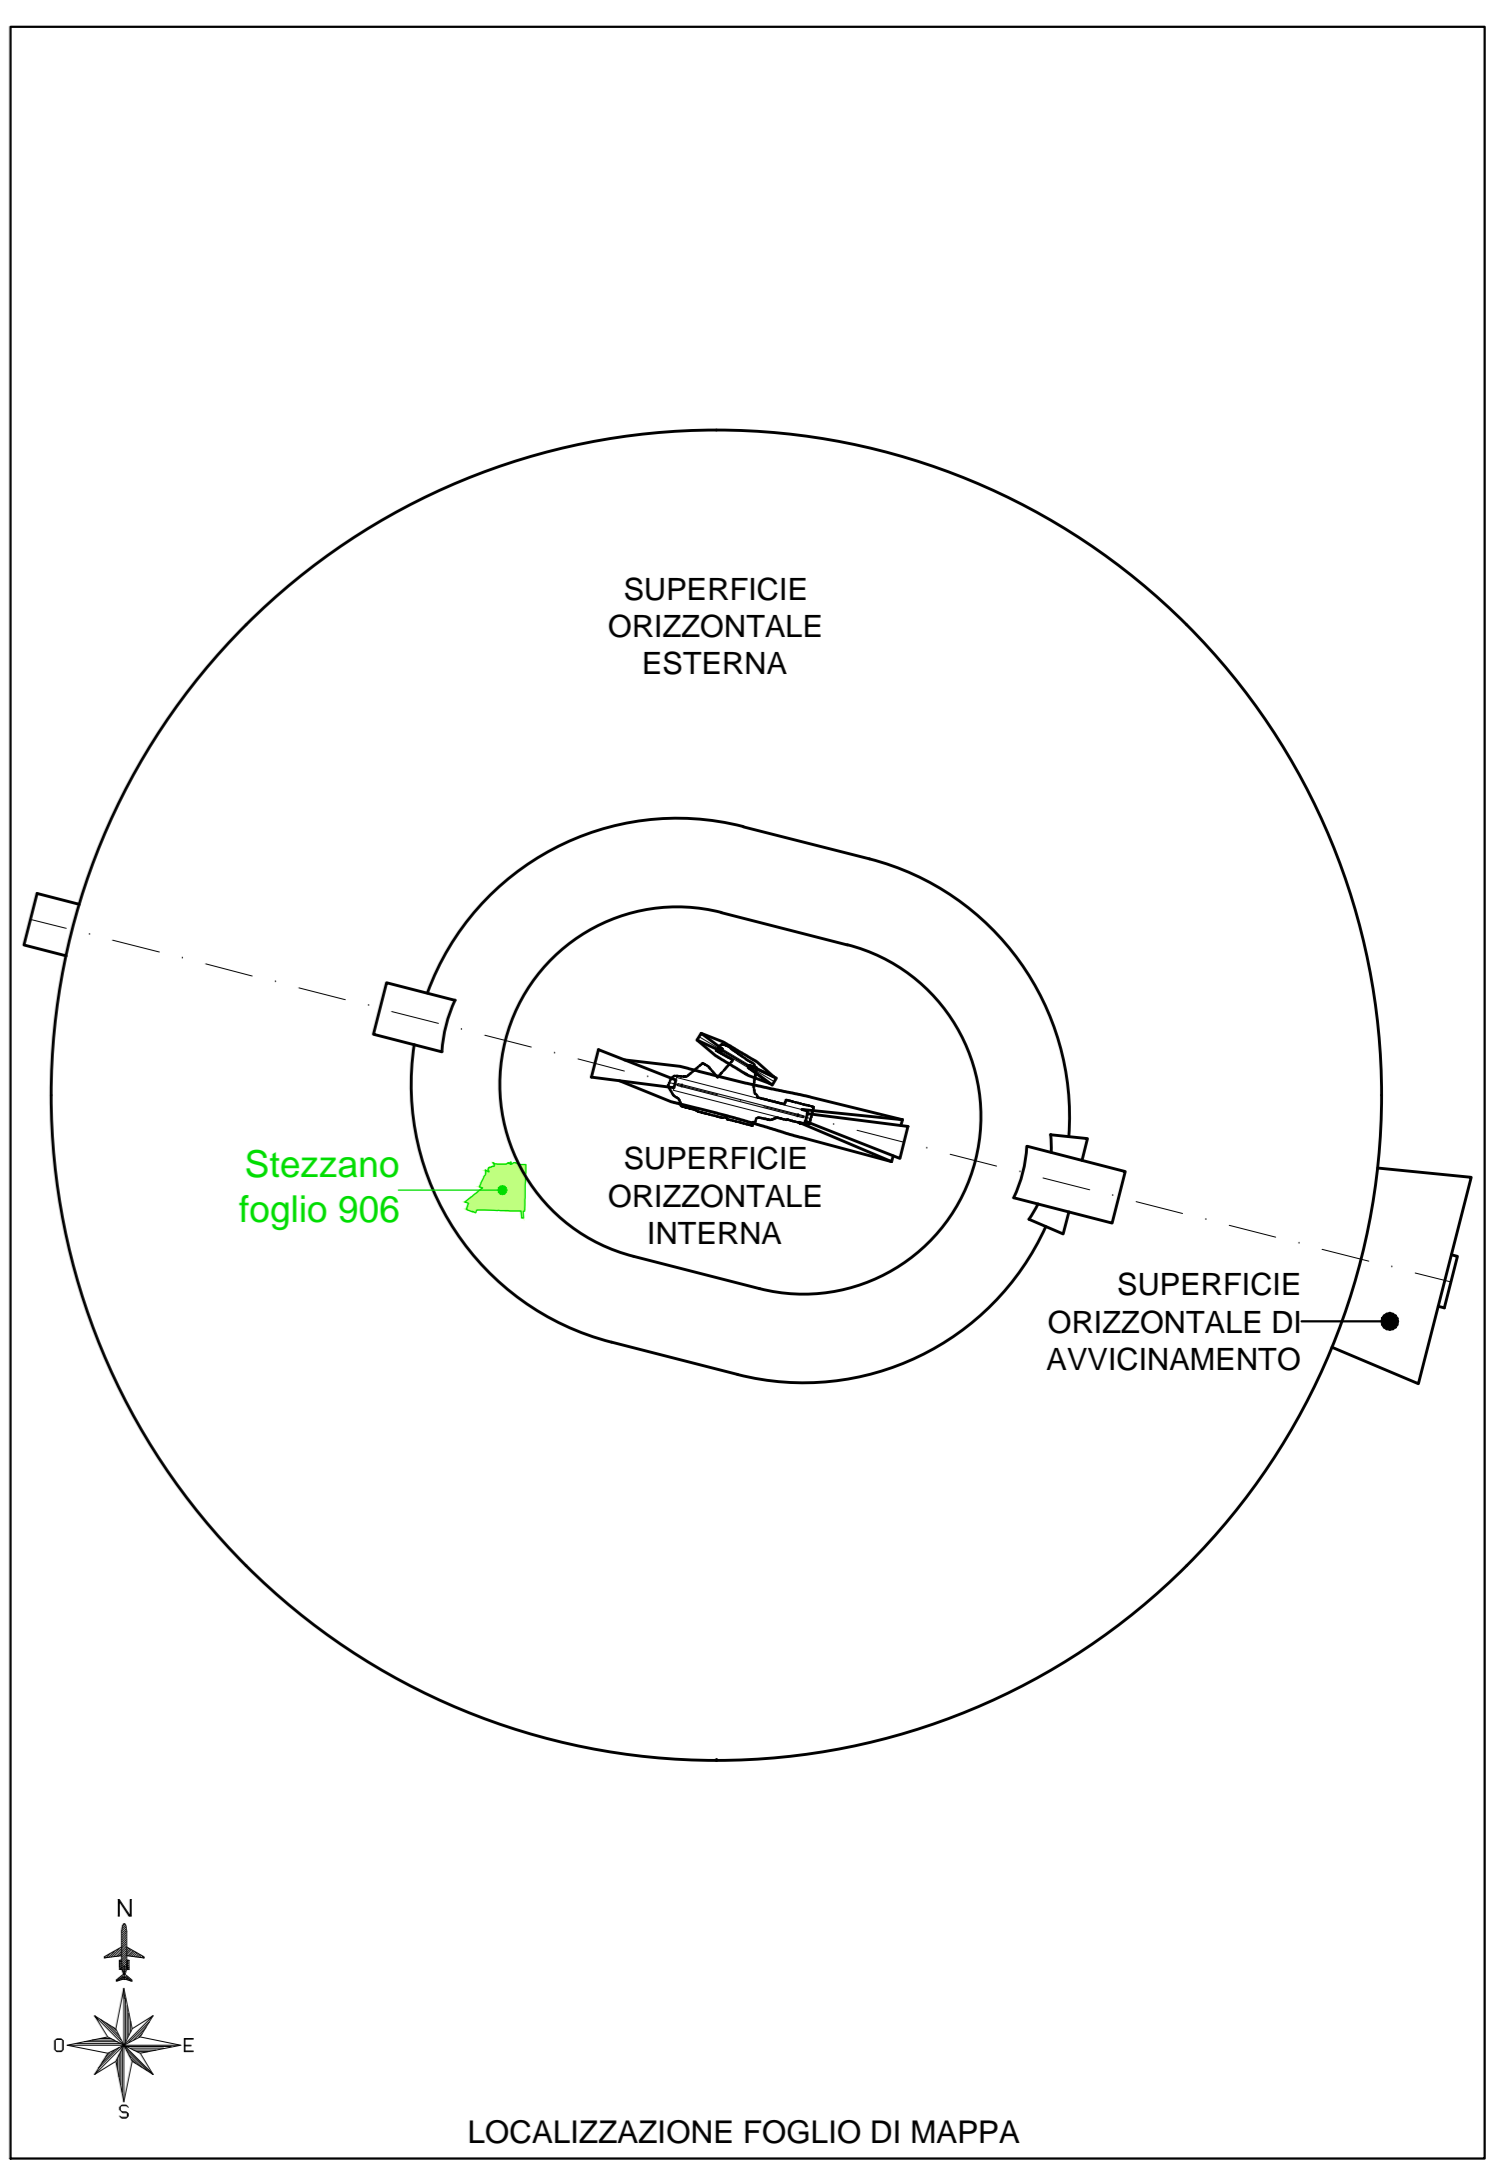 SUPERFICIE
ORIZZONTALE
ESTERNA
Stezzano
foglio 906
SUPERFICIE
ORIZZONTALE
INTERNA
SUPERFICIE
ORIZZONTALE DI
AVVICINAMENTO
N
O
E
S
LOCALIZZAZIONE FOGLIO DI MAPPA